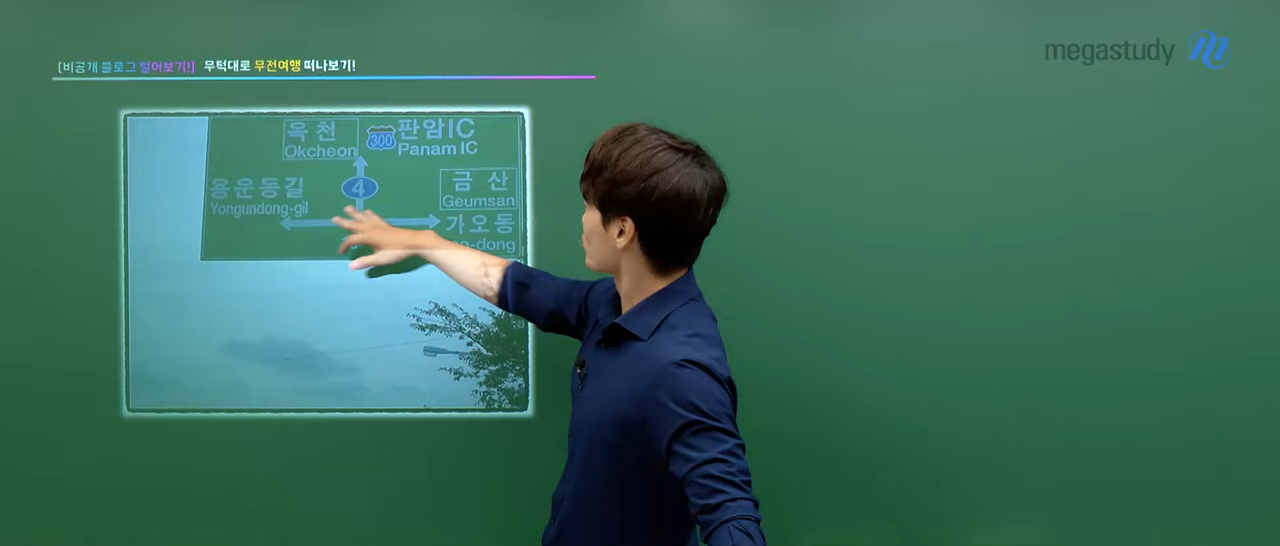 [비공개 블로그 털어보기!] 무턱대로 무전여행 떠나보기!
megastudy
옥천
Okcheon
300
판암IC
Panam IC
용운동길
Yongundong-gil
4
금산
Geumsan
가오동